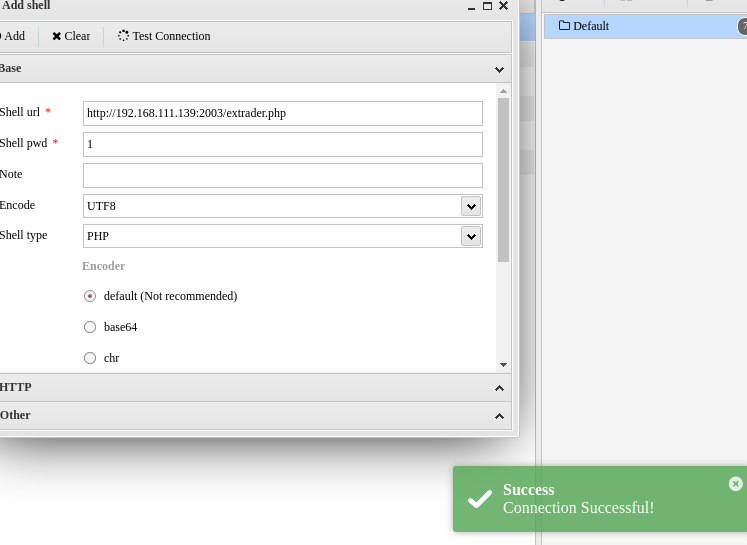 Add shell
Add Clear Test Connection
Base
Shell url * http://192.168.111.139:2003/extrader.php
Shell pwd * 1
Note
Encode UTF8
Shell type PHP
Encoder
default (Not recommended)
base64
chr
HTTP
Other
Default
Success
Connection Successful!